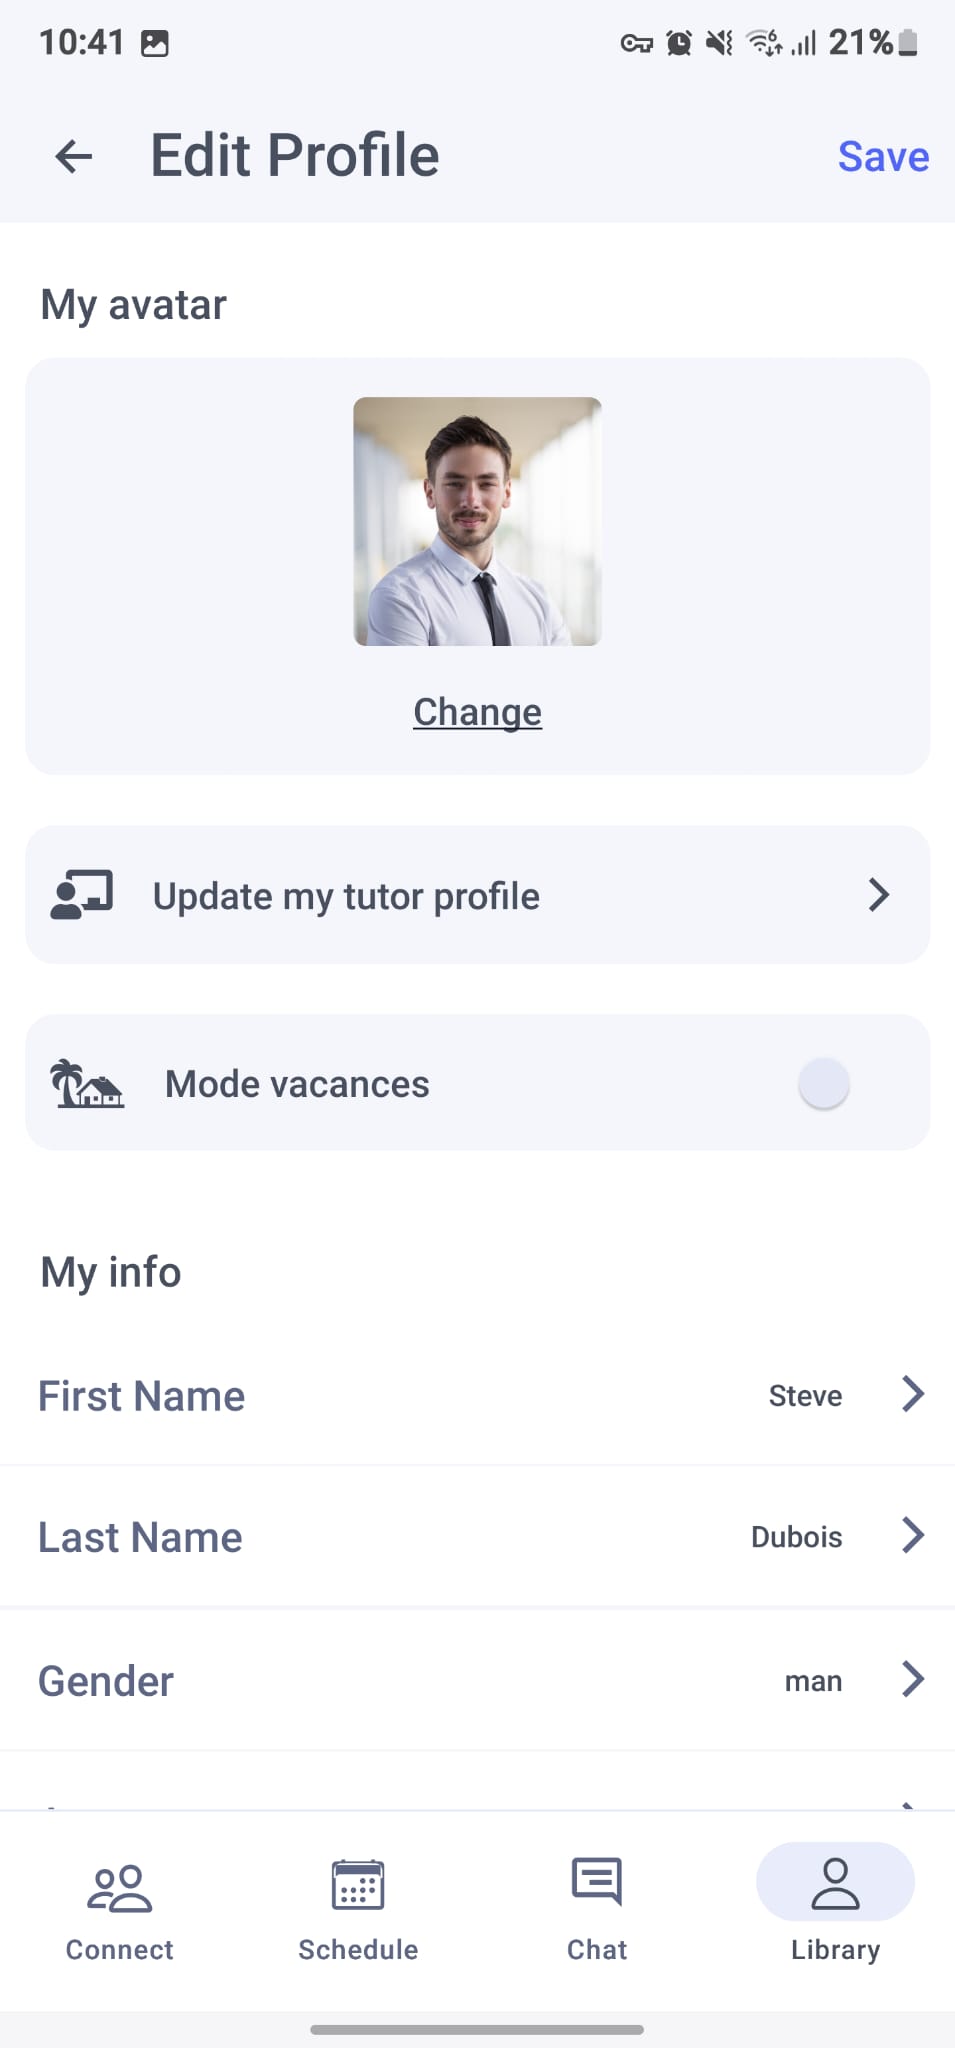 10:41
6 21%
Edit Profile
Save
My avatar
Change
Update my tutor profile
Mode vacances
My info
First Name
Steve
Last Name
Dubois
Gender
man
Connect
Schedule
Chat
Library